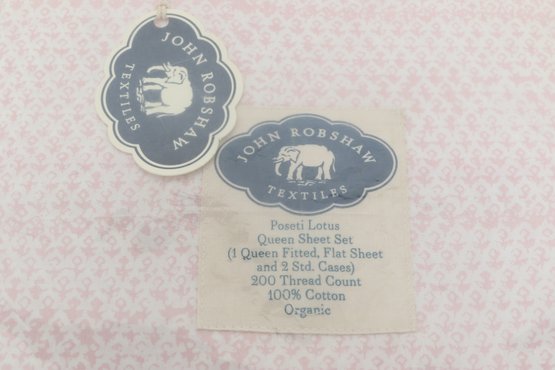 JOHN ROBSHAW
TEXTILES
JOHN ROBSHAW
TEXTILES
Poseti Lotus
Queen Sheet Set
(1 Queen Fitted, Flat Sheet
and 2 Std. Cases)
200 Thread Count
100% Cotton
Organic